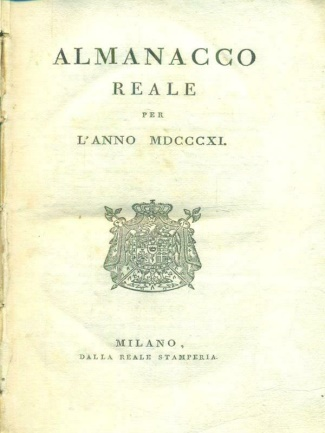 ALMANACCO
REALE
PER
L'ANNO MDCCCXI.
MILANO,
DALLA REALE STAMPERIA.